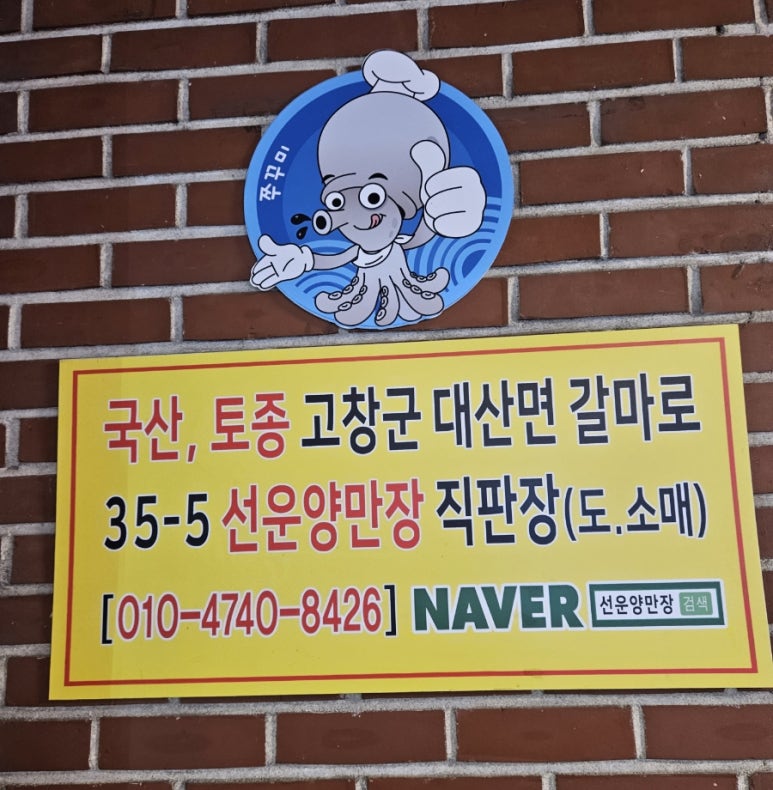 쭈꾸미
국산, 토종 고창군 대산면 갈마로
35-5 선운양만장 직판장(도.소매)
[010-4740-8426] NAVER 선운양만장 검색